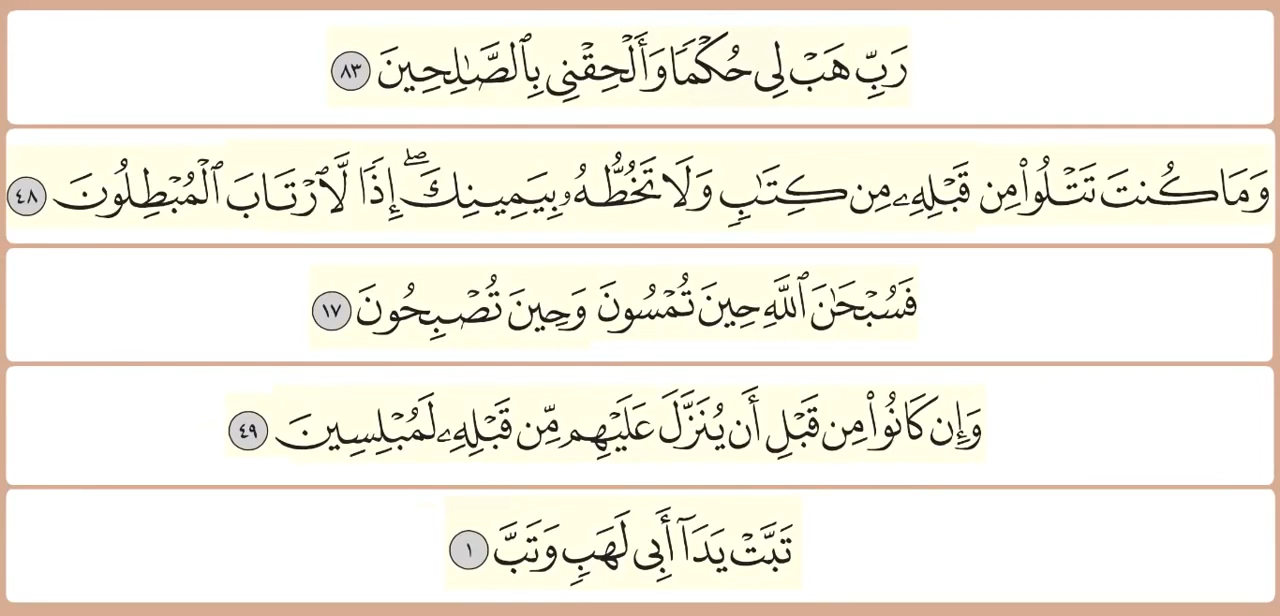 رَبِّ هَبْ لِى حُكْمًا وَأَلْحِقْنِى بِٱلصَّـٰلِحِينَ ٨٣
وَمَا كُنتَ تَتْلُوا۟ مِن قَبْلِهِۦ مِن كِتَـٰبٍ وَلَا تَخُطُّهُۥ بِيَمِينِكَ ۖ إِذًا لَّٱرْتَابَ ٱلْمُبْطِلُونَ ٤٨
فَسُبْحَـٰنَ ٱللَّهِ حِينَ تُمْسُونَ وَحِينَ تُصْبِحُونَ ١٧
وَإِن كَانُوا۟ مِن قَبْلِ أَن يُنَزَّلَ عَلَيْهِم مِّن قَبْلِهِۦ لَمُبْلِسِينَ ٤٩
تَبَّتْ يَدَآ أَبِى لَهَبٍ وَتَبَّ ١